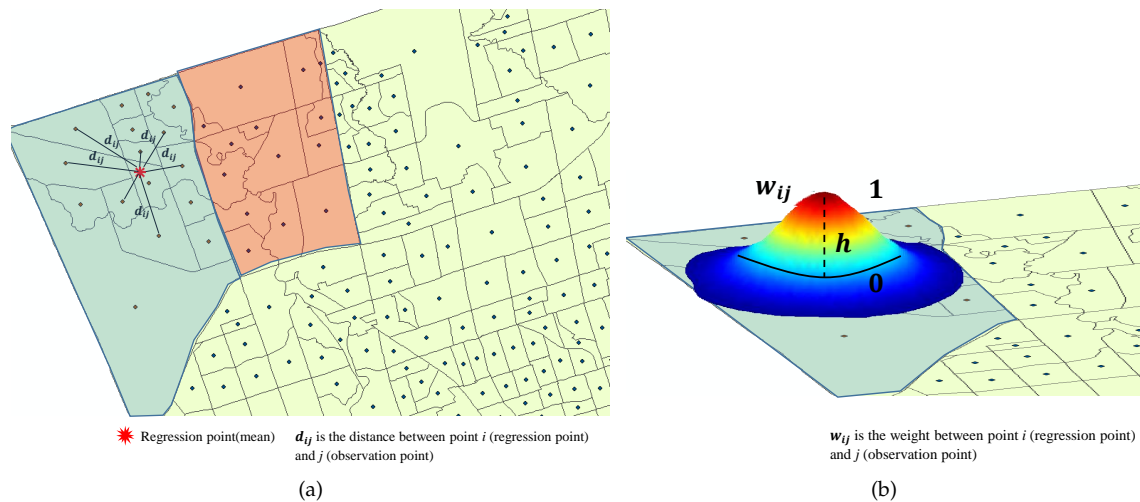 d_ij
d_ij
d_ij
d_ij
d_ij
Regression point(mean)
d_ij is the distance between point i (regression point)
and j (observation point)
(a)
w_ij
1
h
0
w_ij is the weight between point i (regression point)
and j (observation point)
(b)